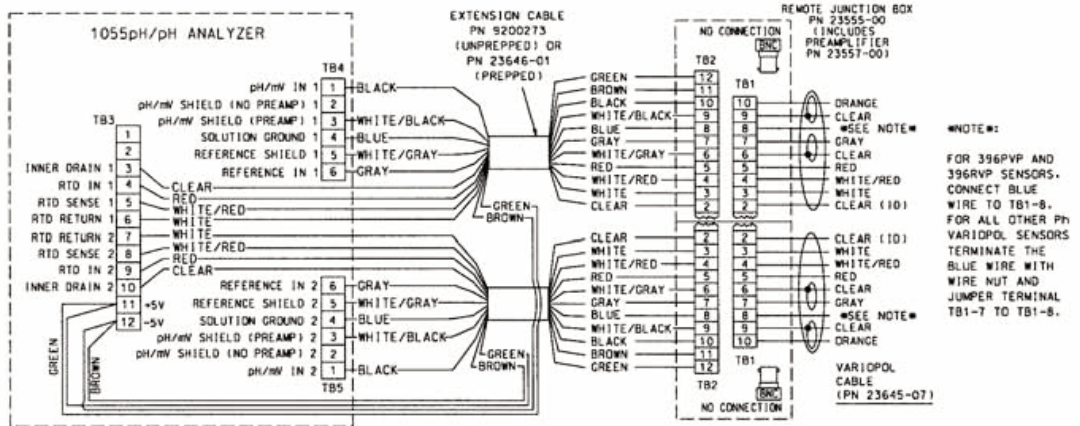 1055pH/pH ANALYZER
TB4
pH/mV IN 1 1 BLACK
pH/mV SHIELD (NO PREAMP) 1 2
pH/mV SHIELD (PREAMP) 1 3 WHITE/BLACK
SOLUTION GROUND 1 4 BLUE
REFERENCE SHIELD 1 5 WHITE/GRAY
REFERENCE IN 1 6 GRAY
TB3
1
2
INNER DRAIN 1 3 CLEAR
RTD IN 1 4 RED
RTD SENSE 1 5 WHITE/RED
RTD RETURN 1 6 WHITE
RTD RETURN 2 7 WHITE
RTD SENSE 2 8 WHITE/RED
RTD IN 2 9 RED
INNER DRAIN 2 10 CLEAR
11 +5V
12 -5V
GREEN
BROWN
REFERENCE IN 2 6 GRAY
REFERENCE SHIELD 2 5 WHITE/GRAY
SOLUTION GROUND 2 4 BLUE
pH/mV SHIELD (PREAMP) 2 3 WHITE/BLACK
pH/mV SHIELD (NO PREAMP) 2 2
pH/mV IN 2 1 BLACK
TB5
EXTENSION CABLE
PN 9200273
(UNPREPPED) OR
PN 23646-01
(PREPPED)
GREEN
BROWN
GREEN
BROWN
REMOTE JUNCTION BOX
PN 23555-00
(INCLUDES
PREAMPLIFIER
PN 23557-00)
NO CONNECTION
BNC
TB2
TB1
GREEN 12
BROWN 11
BLACK 10 10 ORANGE
WHITE/BLACK 9 9 CLEAR
BLUE 8 8 *SEE NOTE*
GRAY 7 7 GRAY
WHITE/GRAY 6 6 CLEAR
RED 5 5 RED
WHITE/RED 4 4 WHITE/RED
WHITE 3 3 WHITE
CLEAR 2 2 CLEAR (ID)
CLEAR 2 2 CLEAR (ID)
WHITE 3 3 WHITE
WHITE/RED 4 4 WHITE/RED
RED 5 5 RED
WHITE/GRAY 6 6 CLEAR
GRAY 7 7 GRAY
BLUE 8 8 *SEE NOTE*
WHITE/BLACK 9 9 CLEAR
BLACK 10 10 ORANGE
BROWN 11
GREEN 12
TB1
TB2
BNC
NO CONNECTION
VARIOPOL
CABLE
(PN 23645-07)
*NOTE*:
FOR 396PVP AND
396RVP SENSORS.
CONNECT BLUE
WIRE TO TB1-8.
FOR ALL OTHER Ph
VARIOPOL SENSORS
TERMINATE THE
BLUE WIRE WITH
WIRE NUT AND
JUMPER TERMINAL
TB1-7 TO TB1-8.